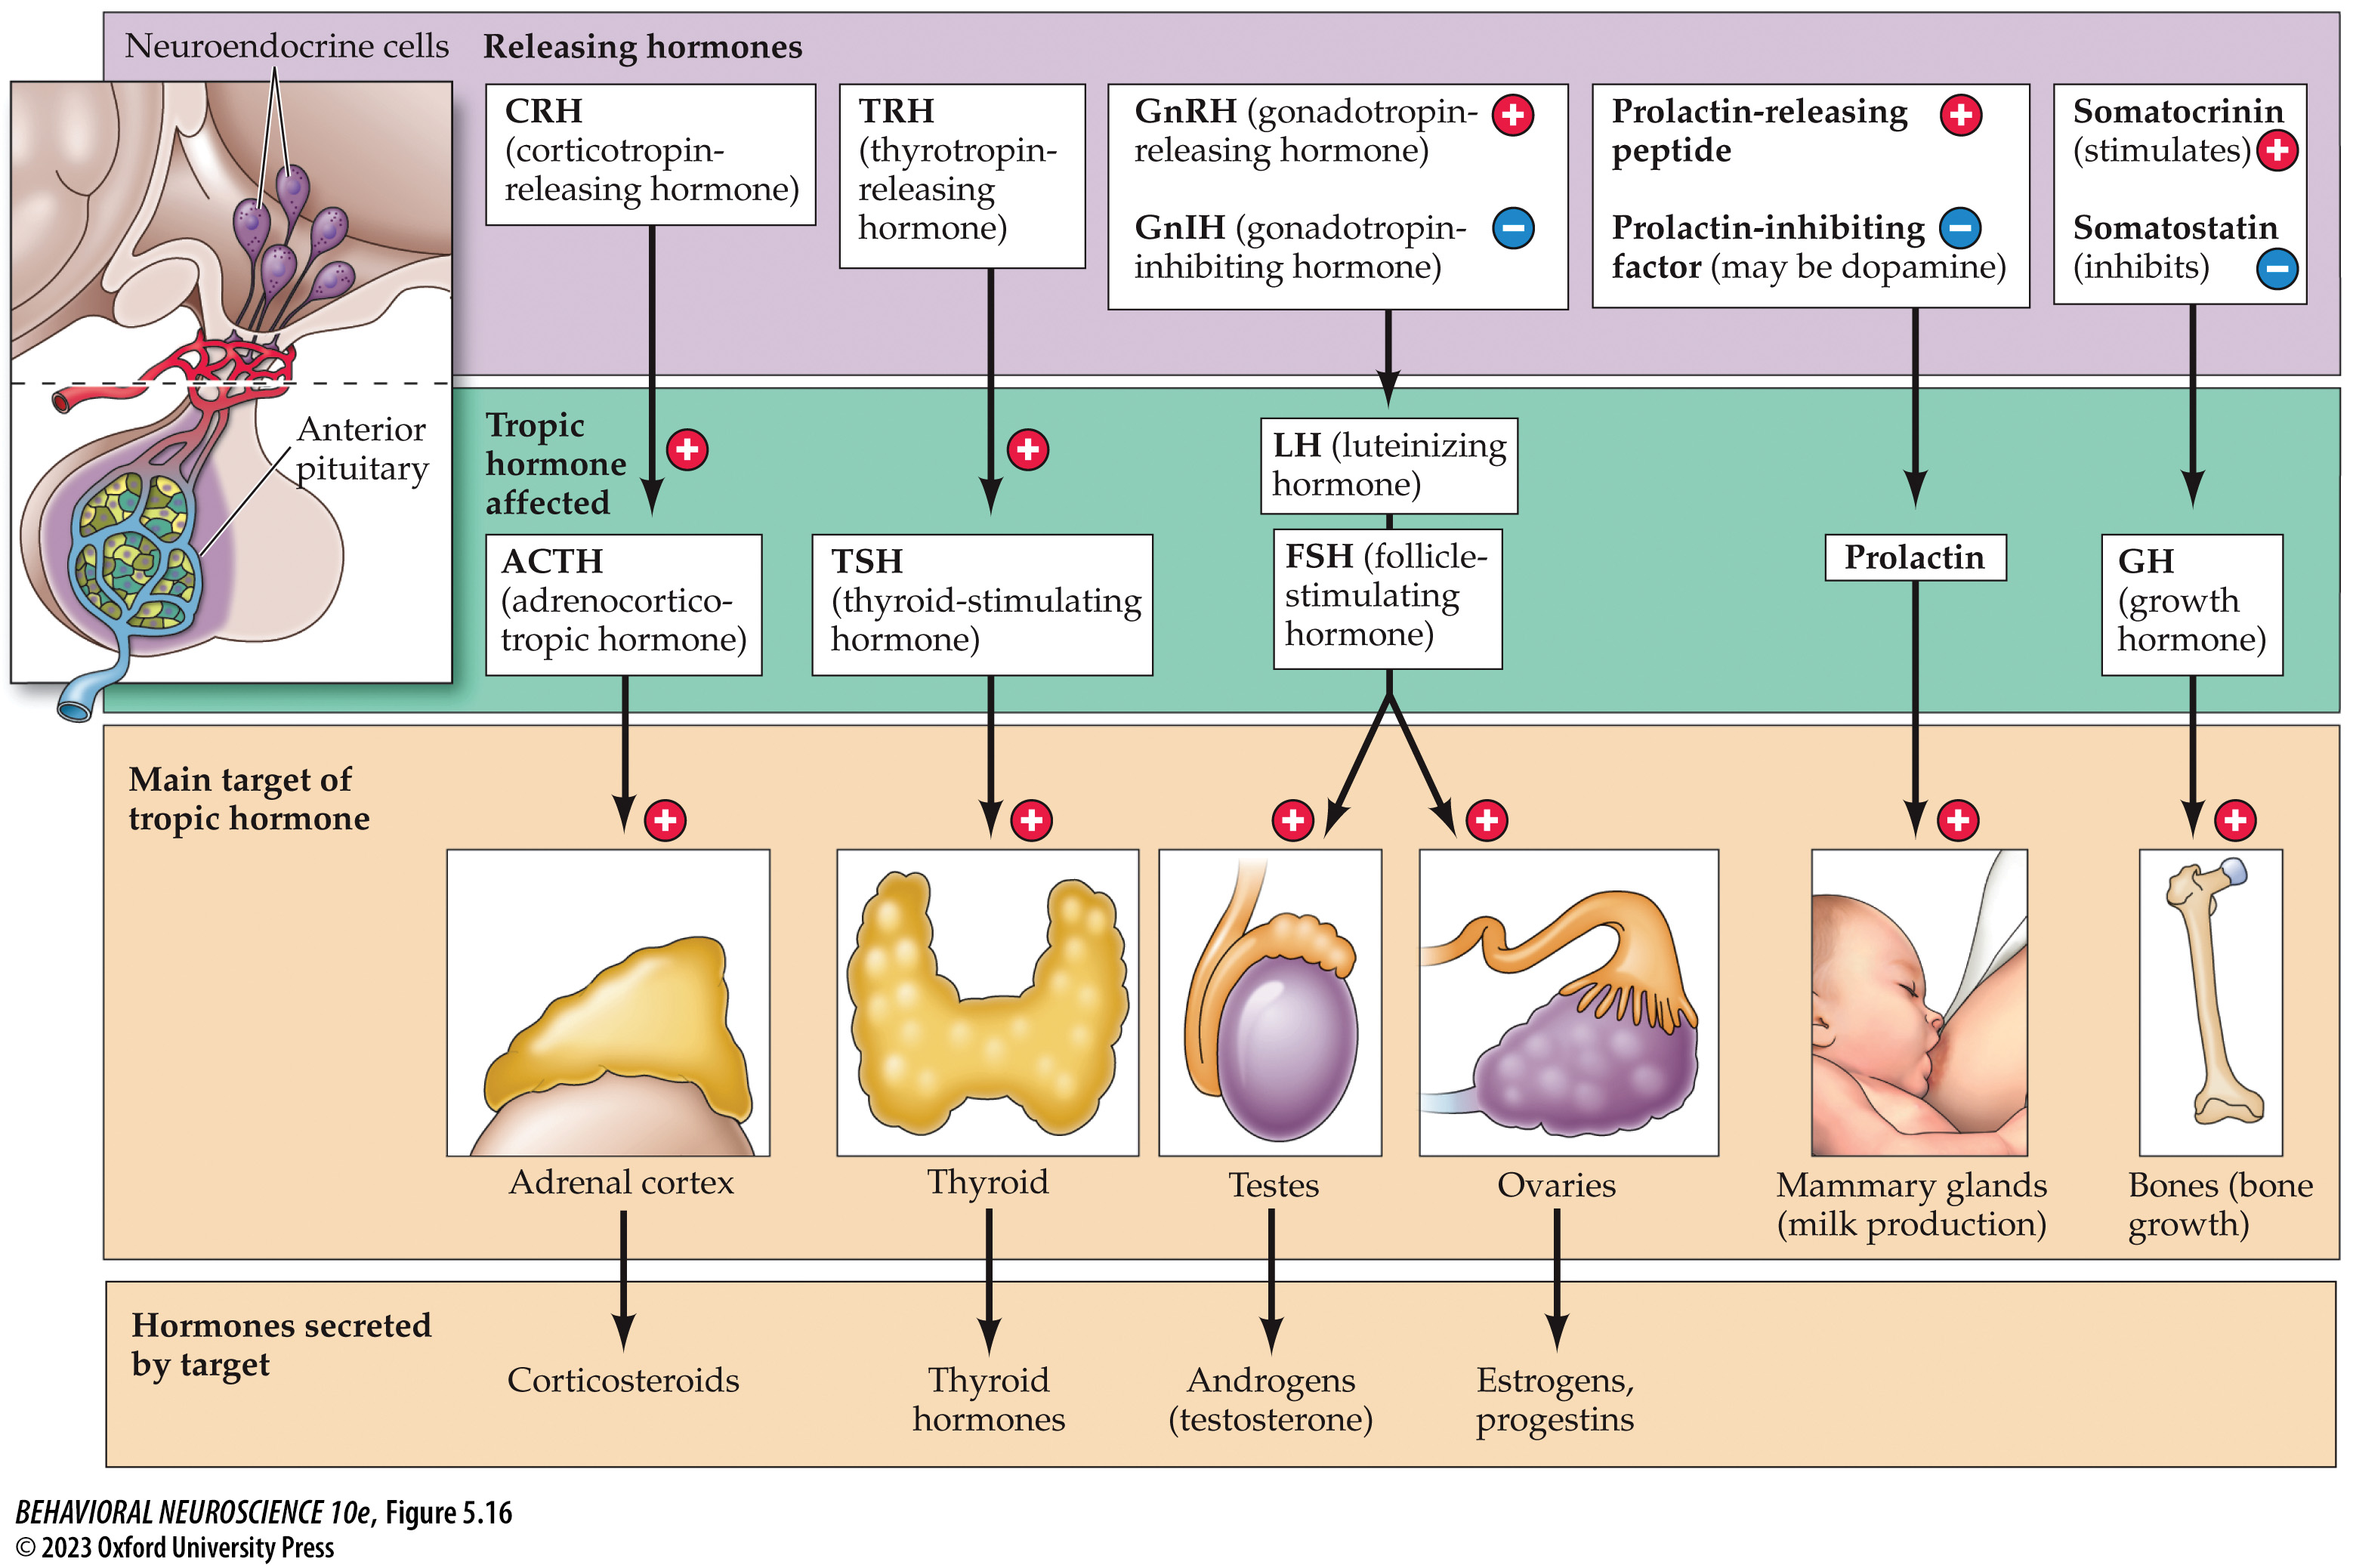 Neuroendocrine cells
Releasing hormones
CRH
(corticotropin-
releasing hormone)
TRH
(thyrotropin-
releasing
hormone)
GnRH (gonadotropin-
releasing hormone)
GnIH (gonadotropin-
inhibiting hormone)
Prolactin-releasing
peptide
Prolactin-inhibiting
factor (may be dopamine)
Somatocrinin
(stimulates)
Somatostatin
(inhibits)
Anterior
pituitary
Tropic
hormone
affected
ACTH
(adrenocortico-
tropic hormone)
TSH
(thyroid-stimulating
hormone)
LH (luteinizing
hormone)
FSH (follicle-
stimulating
hormone)
Prolactin
GH
(growth
hormone)
Main target of
tropic hormone
Adrenal cortex
Thyroid
Testes
Ovaries
Mammary glands
(milk production)
Bones (bone
growth)
Hormones secreted
by target
Corticosteroids
Thyroid
hormones
Androgens
(testosterone)
Estrogens,
progestins
BEHAVIORAL NEUROSCIENCE 10e, Figure 5.16
© 2023 Oxford University Press